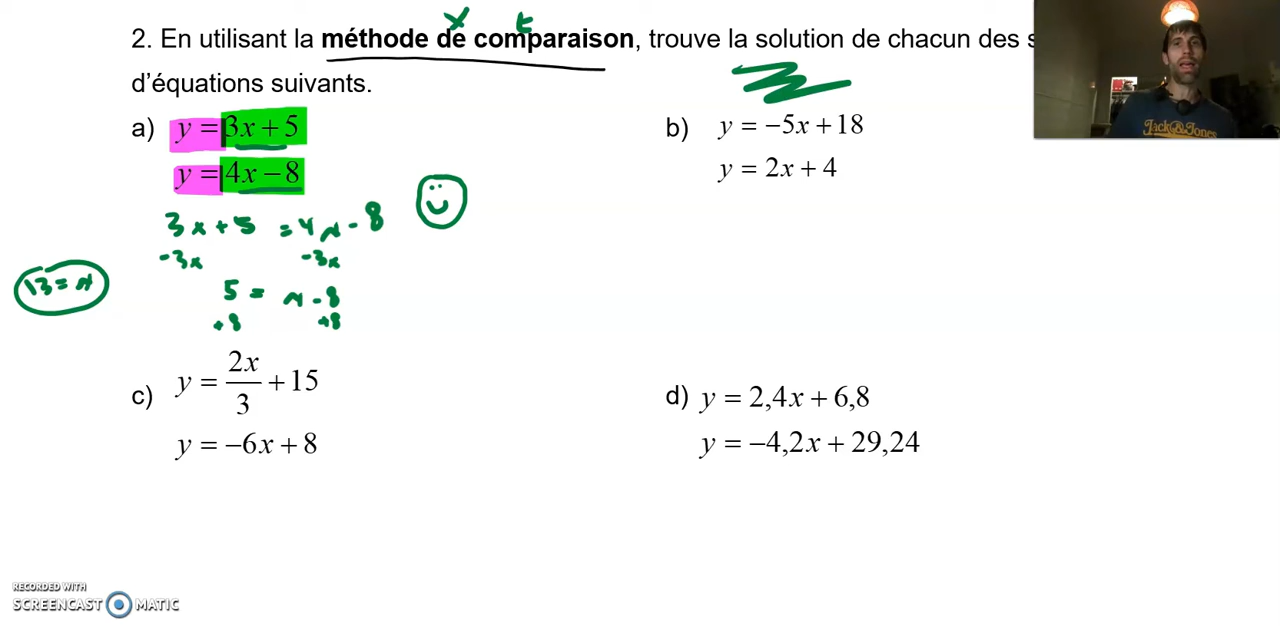 x t
2. En utilisant la méthode de comparaison, trouve la solution de chacun des s
d'équations suivants.
a) y = 3x + 5
y = 4x − 8
3x + 5 = 4x - 8
-3x -3x
13 = x
5 = x - 8
+8 +8
b) y = −5x + 18
y = 2x + 4
Jack & Jones
c) y = 2x/3 + 15
y = −6x + 8
d) y = 2,4x + 6,8
y = −4,2x + 29,24
RECORDED WITH
SCREENCAST MATIC